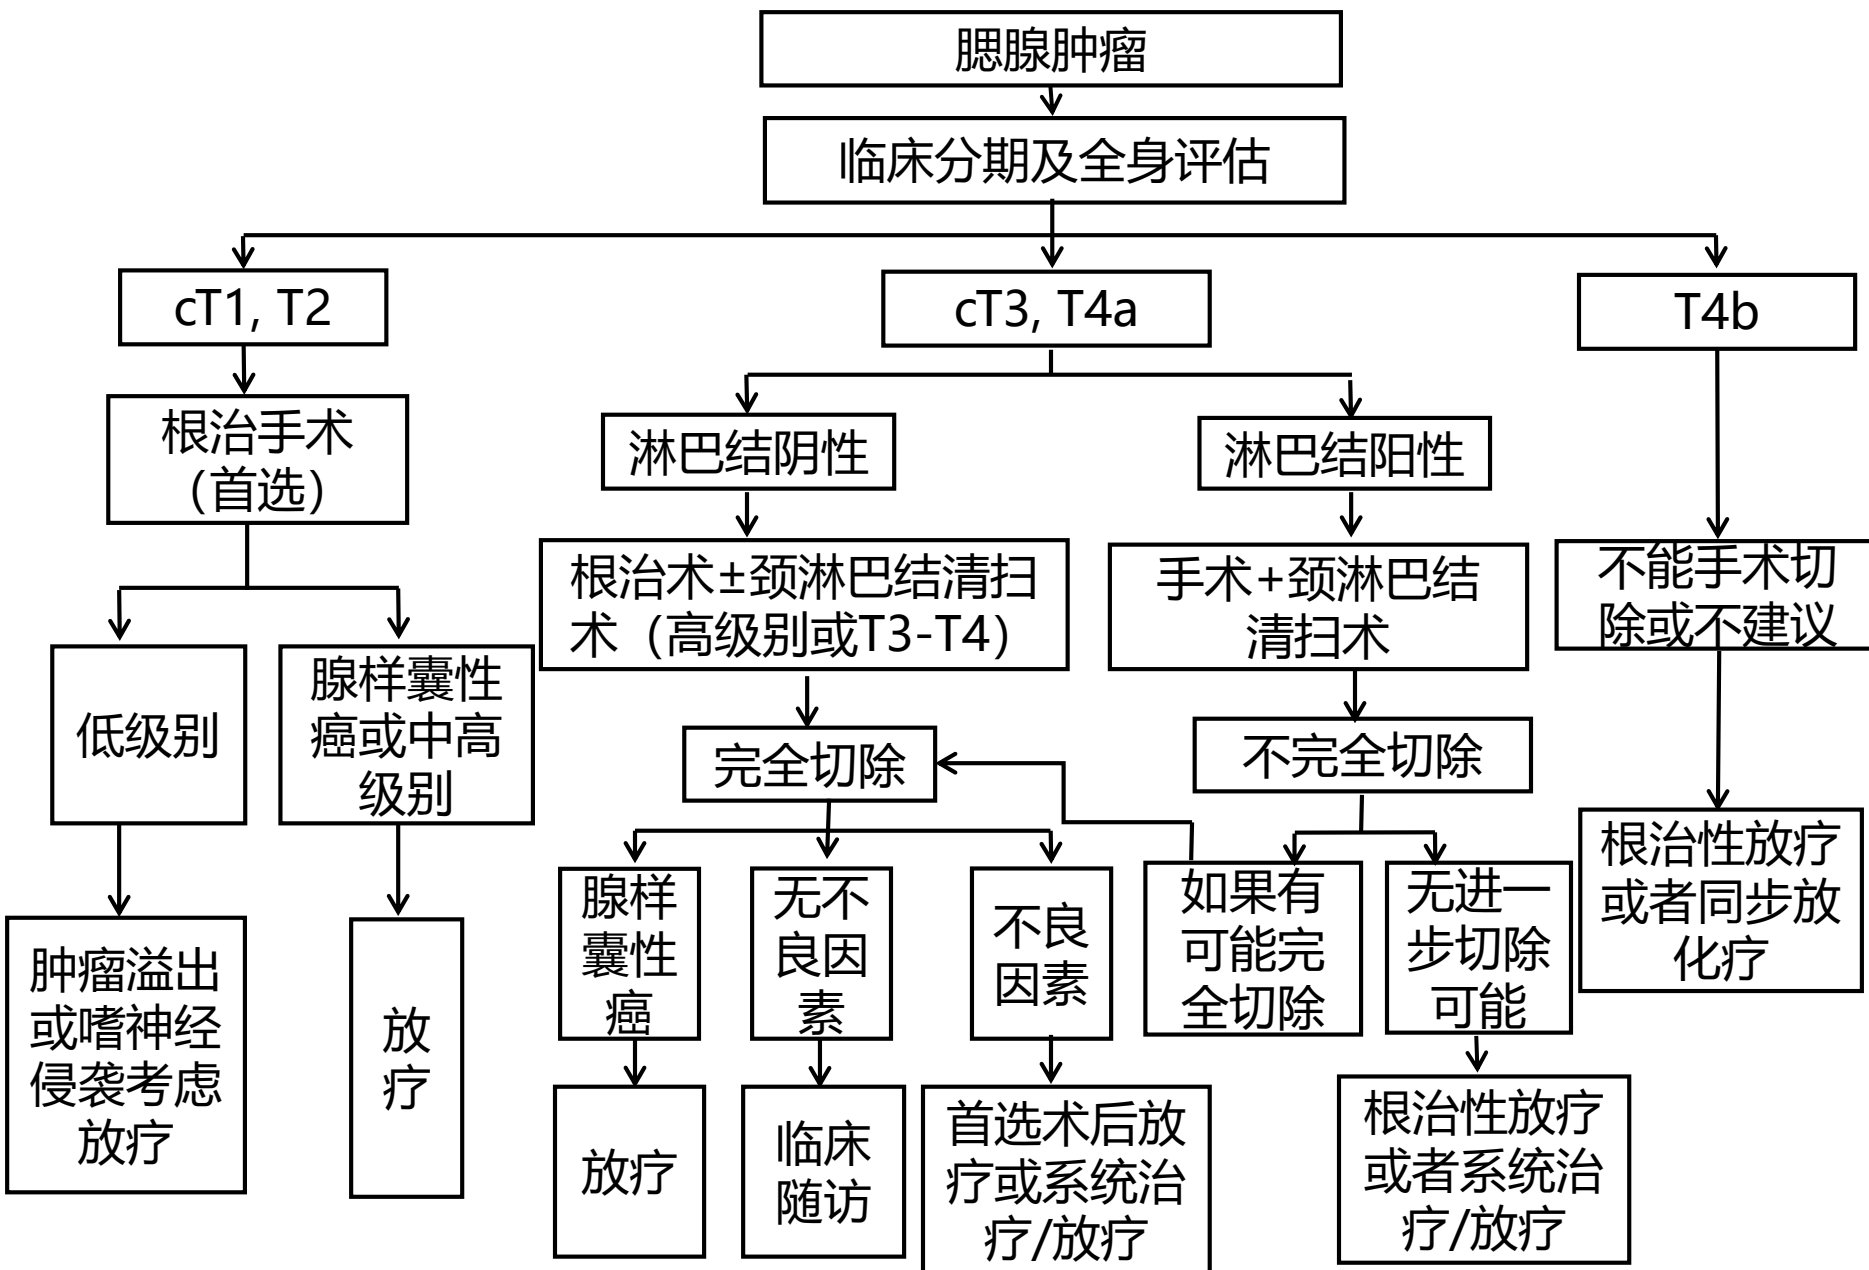 腮腺肿瘤
临床分期及全身评估
cT1, T2
cT3, T4a
T4b
根治手术
（首选）
淋巴结阴性
淋巴结阳性
根治术±颈淋巴结清扫
术（高级别或T3-T4）
手术+颈淋巴结
清扫术
不能手术切
除或不建议
低级别
腺样囊性
癌或中高
级别
完全切除
不完全切除
根治性放疗
或者同步放
化疗
腺样
囊性
癌
无不
良因
素
不良
因素
如果有
可能完
全切除
无进一
步切除
可能
肿瘤溢出
或嗜神经
侵袭考虑
放疗
放
疗
放疗
临床
随访
首选术后放
疗或系统治
疗/放疗
根治性放疗
或者系统治
疗/放疗